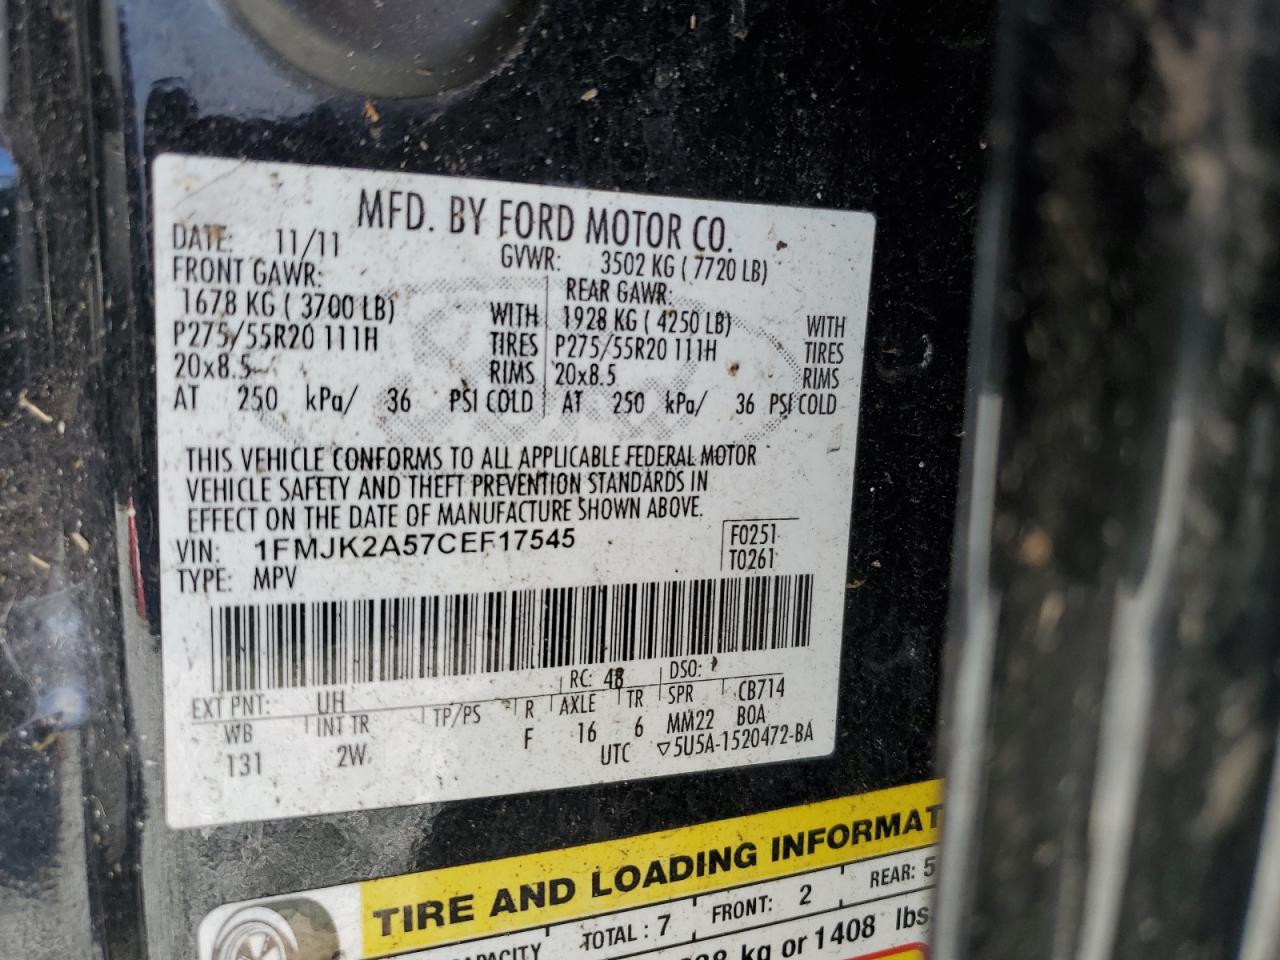 MFD. BY FORD MOTOR CO.
DATE: 11/11 GVWR: 3502 KG ( 7720 LB)
FRONT GAWR: REAR GAWR:
1678 KG ( 3700 LB) WITH 1928 KG ( 4250 LB) WITH
P275/55R20 111H TIRES P275/55R20 111H TIRES
20x8.5 RIMS 20x8.5 RIMS
AT 250 kPa/ 36 PSI COLD AT 250 kPa/ 36 PSI COLD
THIS VEHICLE CONFORMS TO ALL APPLICABLE FEDERAL MOTOR
VEHICLE SAFETY AND THEFT PREVENTION STANDARDS IN
EFFECT ON THE DATE OF MANUFACTURE SHOWN ABOVE.
VIN: 1FMJK2A57CEF17545 F0251
TYPE: MPV T0261
EXT PNT: UH RC: 48 DSO:
WB INT TR TP/PS R AXLE TR SPR CB714
131 2W F 16 6 MM22 B0A
UTC ▽5U5A-1520472-BA
TIRE AND LOADING INFORMAT
CAPACITY TOTAL : 7 FRONT: 2 REAR: 5
kg or 1408 lbs.